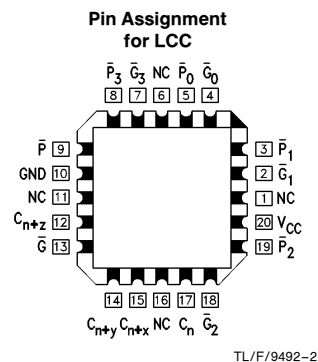 Pin Assignment
for LCC
P̄₃ Ḡ₃ NC P̄₀ Ḡ₀
8 7 6 5 4
P̄ 9 3 P̄₁
GND 10 2 Ḡ₁
NC 11 1 NC
Cₙ₊z 12 20 V_CC
Ḡ 13 19 P̄₂
14 15 16 17 18
Cₙ₊y Cₙ₊ₓ NC Cₙ Ḡ₂
TL/F/9492–2